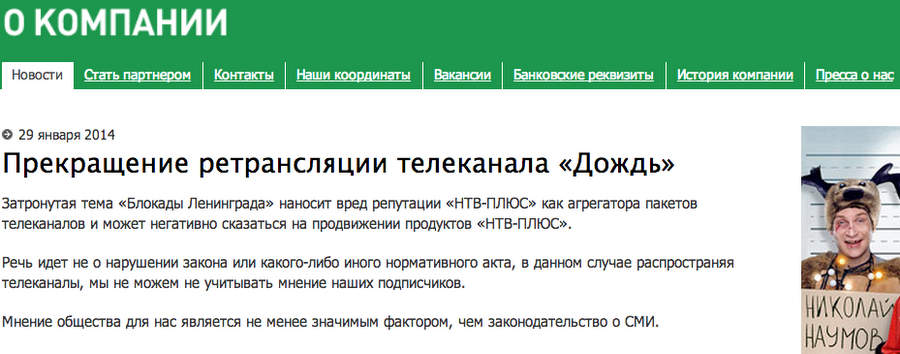 О КОМПАНИИ
Новости Стать партнером Контакты Наши координаты Вакансии Банковские реквизиты История компании Пресса о нас
29 января 2014
Прекращение ретрансляции телеканала «Дождь»
Затронутая тема «Блокады Ленинграда» наносит вред репутации «НТВ-ПЛЮС» как агрегатора пакетов
телеканалов и может негативно сказаться на продвижении продуктов «НТВ-ПЛЮС».
Речь идет не о нарушении закона или какого-либо иного нормативного акта, в данном случае распространяя
телеканалы, мы не можем не учитывать мнение наших подписчиков.
Мнение общества для нас является не менее значимым фактором, чем законодательство о СМИ.
НИКОЛАЙ
НАУМОВ